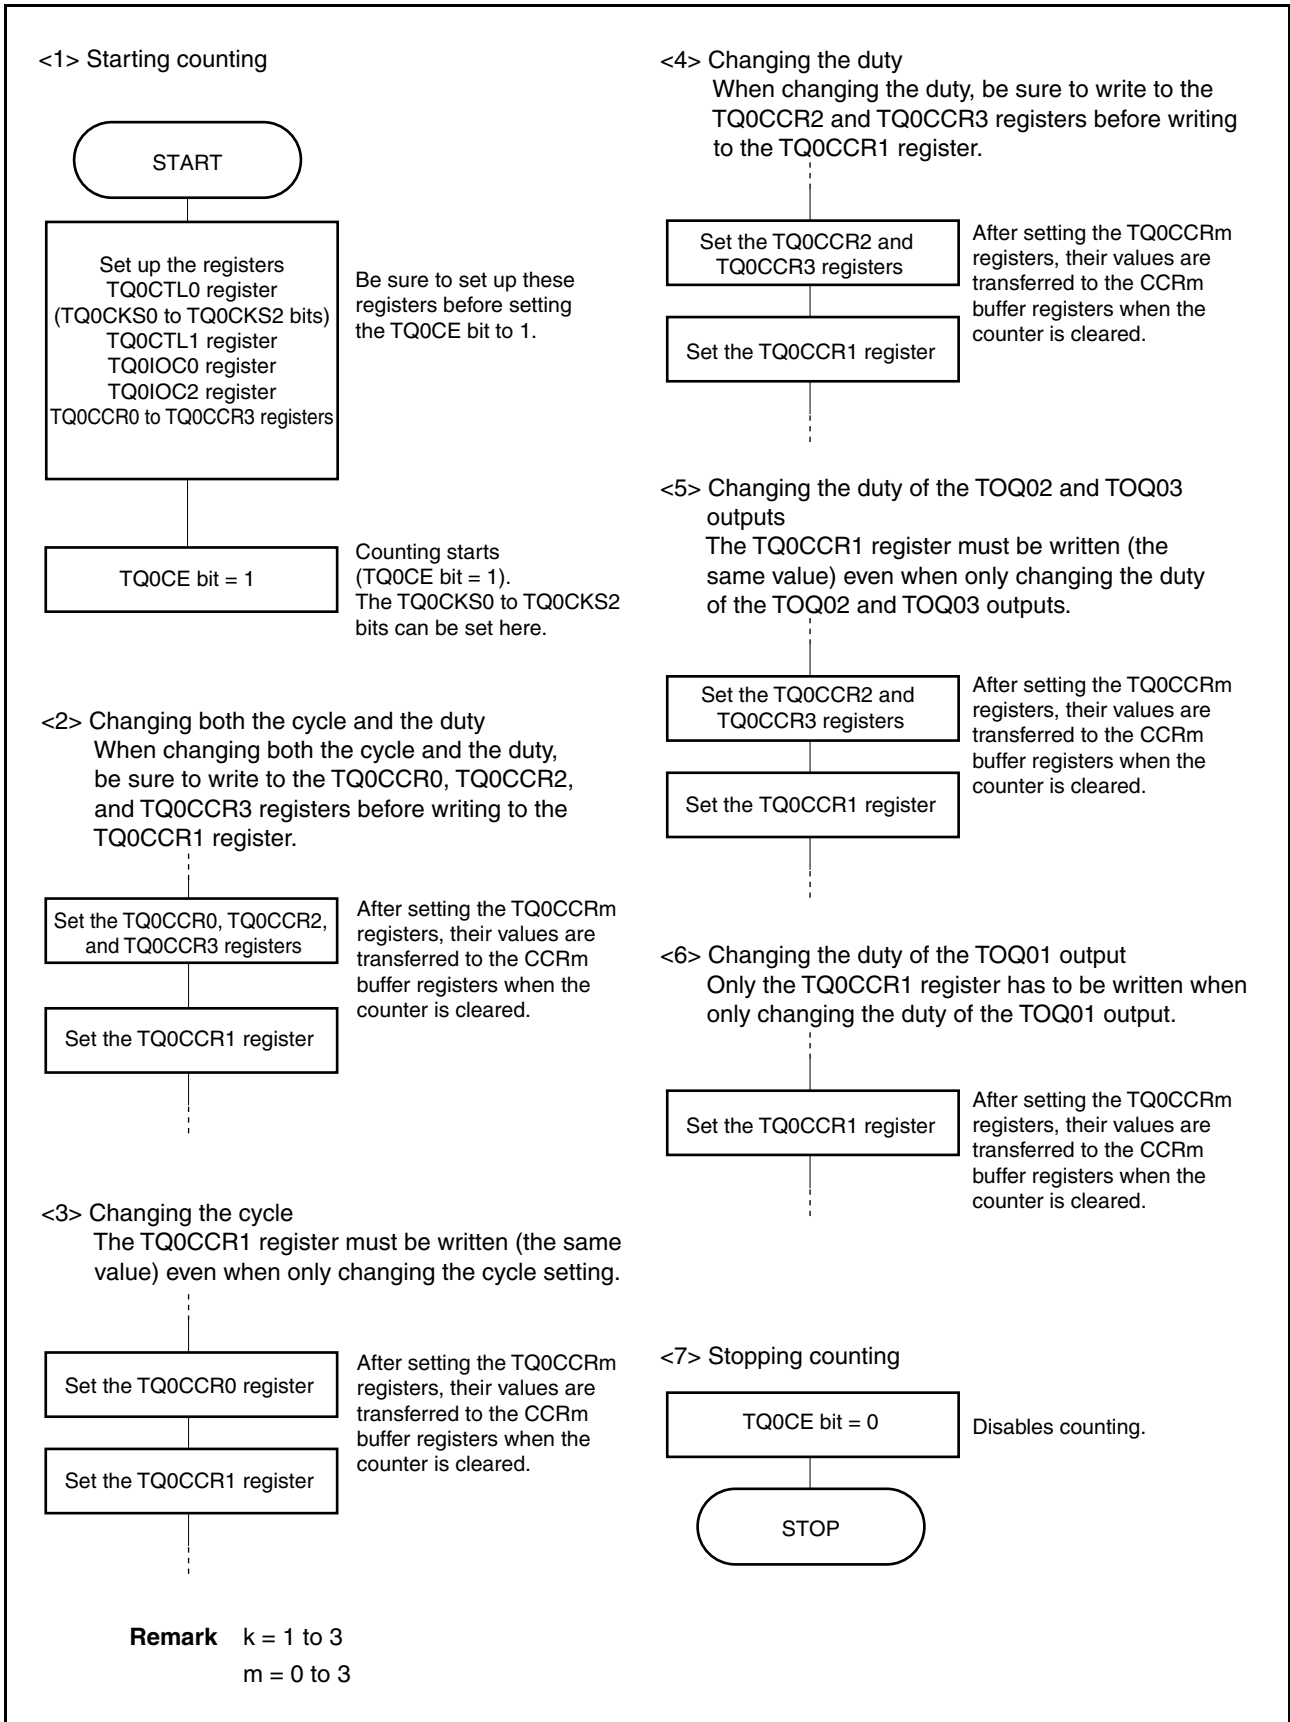 <1> Starting counting
START
Set up the registers
TQ0CTL0 register
(TQ0CKS0 to TQ0CKS2 bits)
TQ0CTL1 register
TQ0IOC0 register
TQ0IOC2 register
TQ0CCR0 to TQ0CCR3 registers
Be sure to set up these
registers before setting
the TQ0CE bit to 1.
TQ0CE bit = 1
Counting starts
(TQ0CE bit = 1).
The TQ0CKS0 to TQ0CKS2
bits can be set here.
<2> Changing both the cycle and the duty
When changing both the cycle and the duty,
be sure to write to the TQ0CCR0, TQ0CCR2,
and TQ0CCR3 registers before writing to the
TQ0CCR1 register.
Set the TQ0CCR0, TQ0CCR2,
and TQ0CCR3 registers
Set the TQ0CCR1 register
After setting the TQ0CCRm
registers, their values are
transferred to the CCRm
buffer registers when the
counter is cleared.
<3> Changing the cycle
The TQ0CCR1 register must be written (the same
value) even when only changing the cycle setting.
Set the TQ0CCR0 register
Set the TQ0CCR1 register
After setting the TQ0CCRm
registers, their values are
transferred to the CCRm
buffer registers when the
counter is cleared.
<4> Changing the duty
When changing the duty, be sure to write to the
TQ0CCR2 and TQ0CCR3 registers before writing
to the TQ0CCR1 register.
Set the TQ0CCR2 and
TQ0CCR3 registers
Set the TQ0CCR1 register
After setting the TQ0CCRm
registers, their values are
transferred to the CCRm
buffer registers when the
counter is cleared.
<5> Changing the duty of the TOQ02 and TOQ03
outputs
The TQ0CCR1 register must be written (the
same value) even when only changing the duty
of the TOQ02 and TOQ03 outputs.
Set the TQ0CCR2 and
TQ0CCR3 registers
Set the TQ0CCR1 register
After setting the TQ0CCRm
registers, their values are
transferred to the CCRm
buffer registers when the
counter is cleared.
<6> Changing the duty of the TOQ01 output
Only the TQ0CCR1 register has to be written when
only changing the duty of the TOQ01 output.
Set the TQ0CCR1 register
After setting the TQ0CCRm
registers, their values are
transferred to the CCRm
buffer registers when the
counter is cleared.
<7> Stopping counting
TQ0CE bit = 0
Disables counting.
STOP
Remark k = 1 to 3
m = 0 to 3